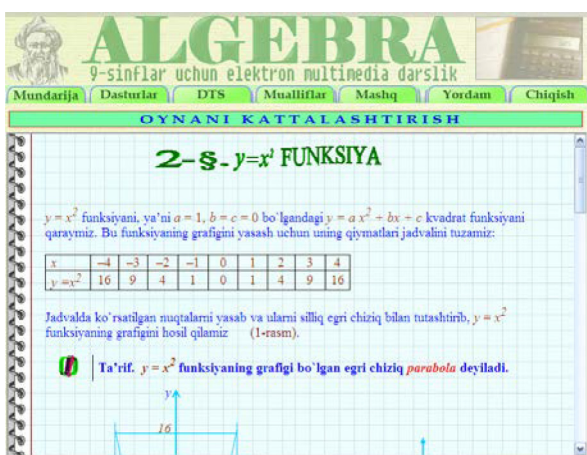 ALGEBRA
9-sinflar uchun elektron multimedia darslik
Mundarija Dasturlar DTS Mualliflar Mashq Yordam Chiqish
OYNANI KATTALASHTIRISH
2-§. y=x² FUNKSIYA
y = x² funksiyani, ya'ni a = 1, b = c = 0 bo`lgandagi y = a x² + bx + c kvadrat funksiyani
qaraymiz. Bu funksiyaning grafigini yasash uchun uning qiymatlari jadvalini tuzamiz:
x –4 –3 –2 –1 0 1 2 3 4
y =x² 16 9 4 1 0 1 4 9 16
Jadvalda ko`rsatilgan nuqtalarni yasab va ularni silliq egri chiziq bilan tutashtirib, y = x²
funksiyaning grafigini hosil qilamiz (1-rasm).
Ta'rif. y = x² funksiyaning grafigi bo`lgan egri chiziq parabola deyiladi.
y
16